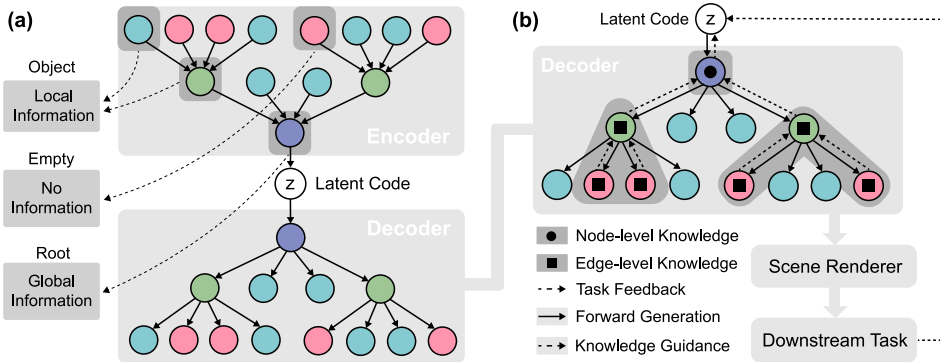 (a)
Object
Local
Information
Empty
No
Information
Root
Global
Information
Encoder
z
Latent Code
Decoder
(b)
Latent Code
z
Decoder
Node-level Knowledge
Edge-level Knowledge
Task Feedback
Forward Generation
Knowledge Guidance
Scene Renderer
Downstream Task